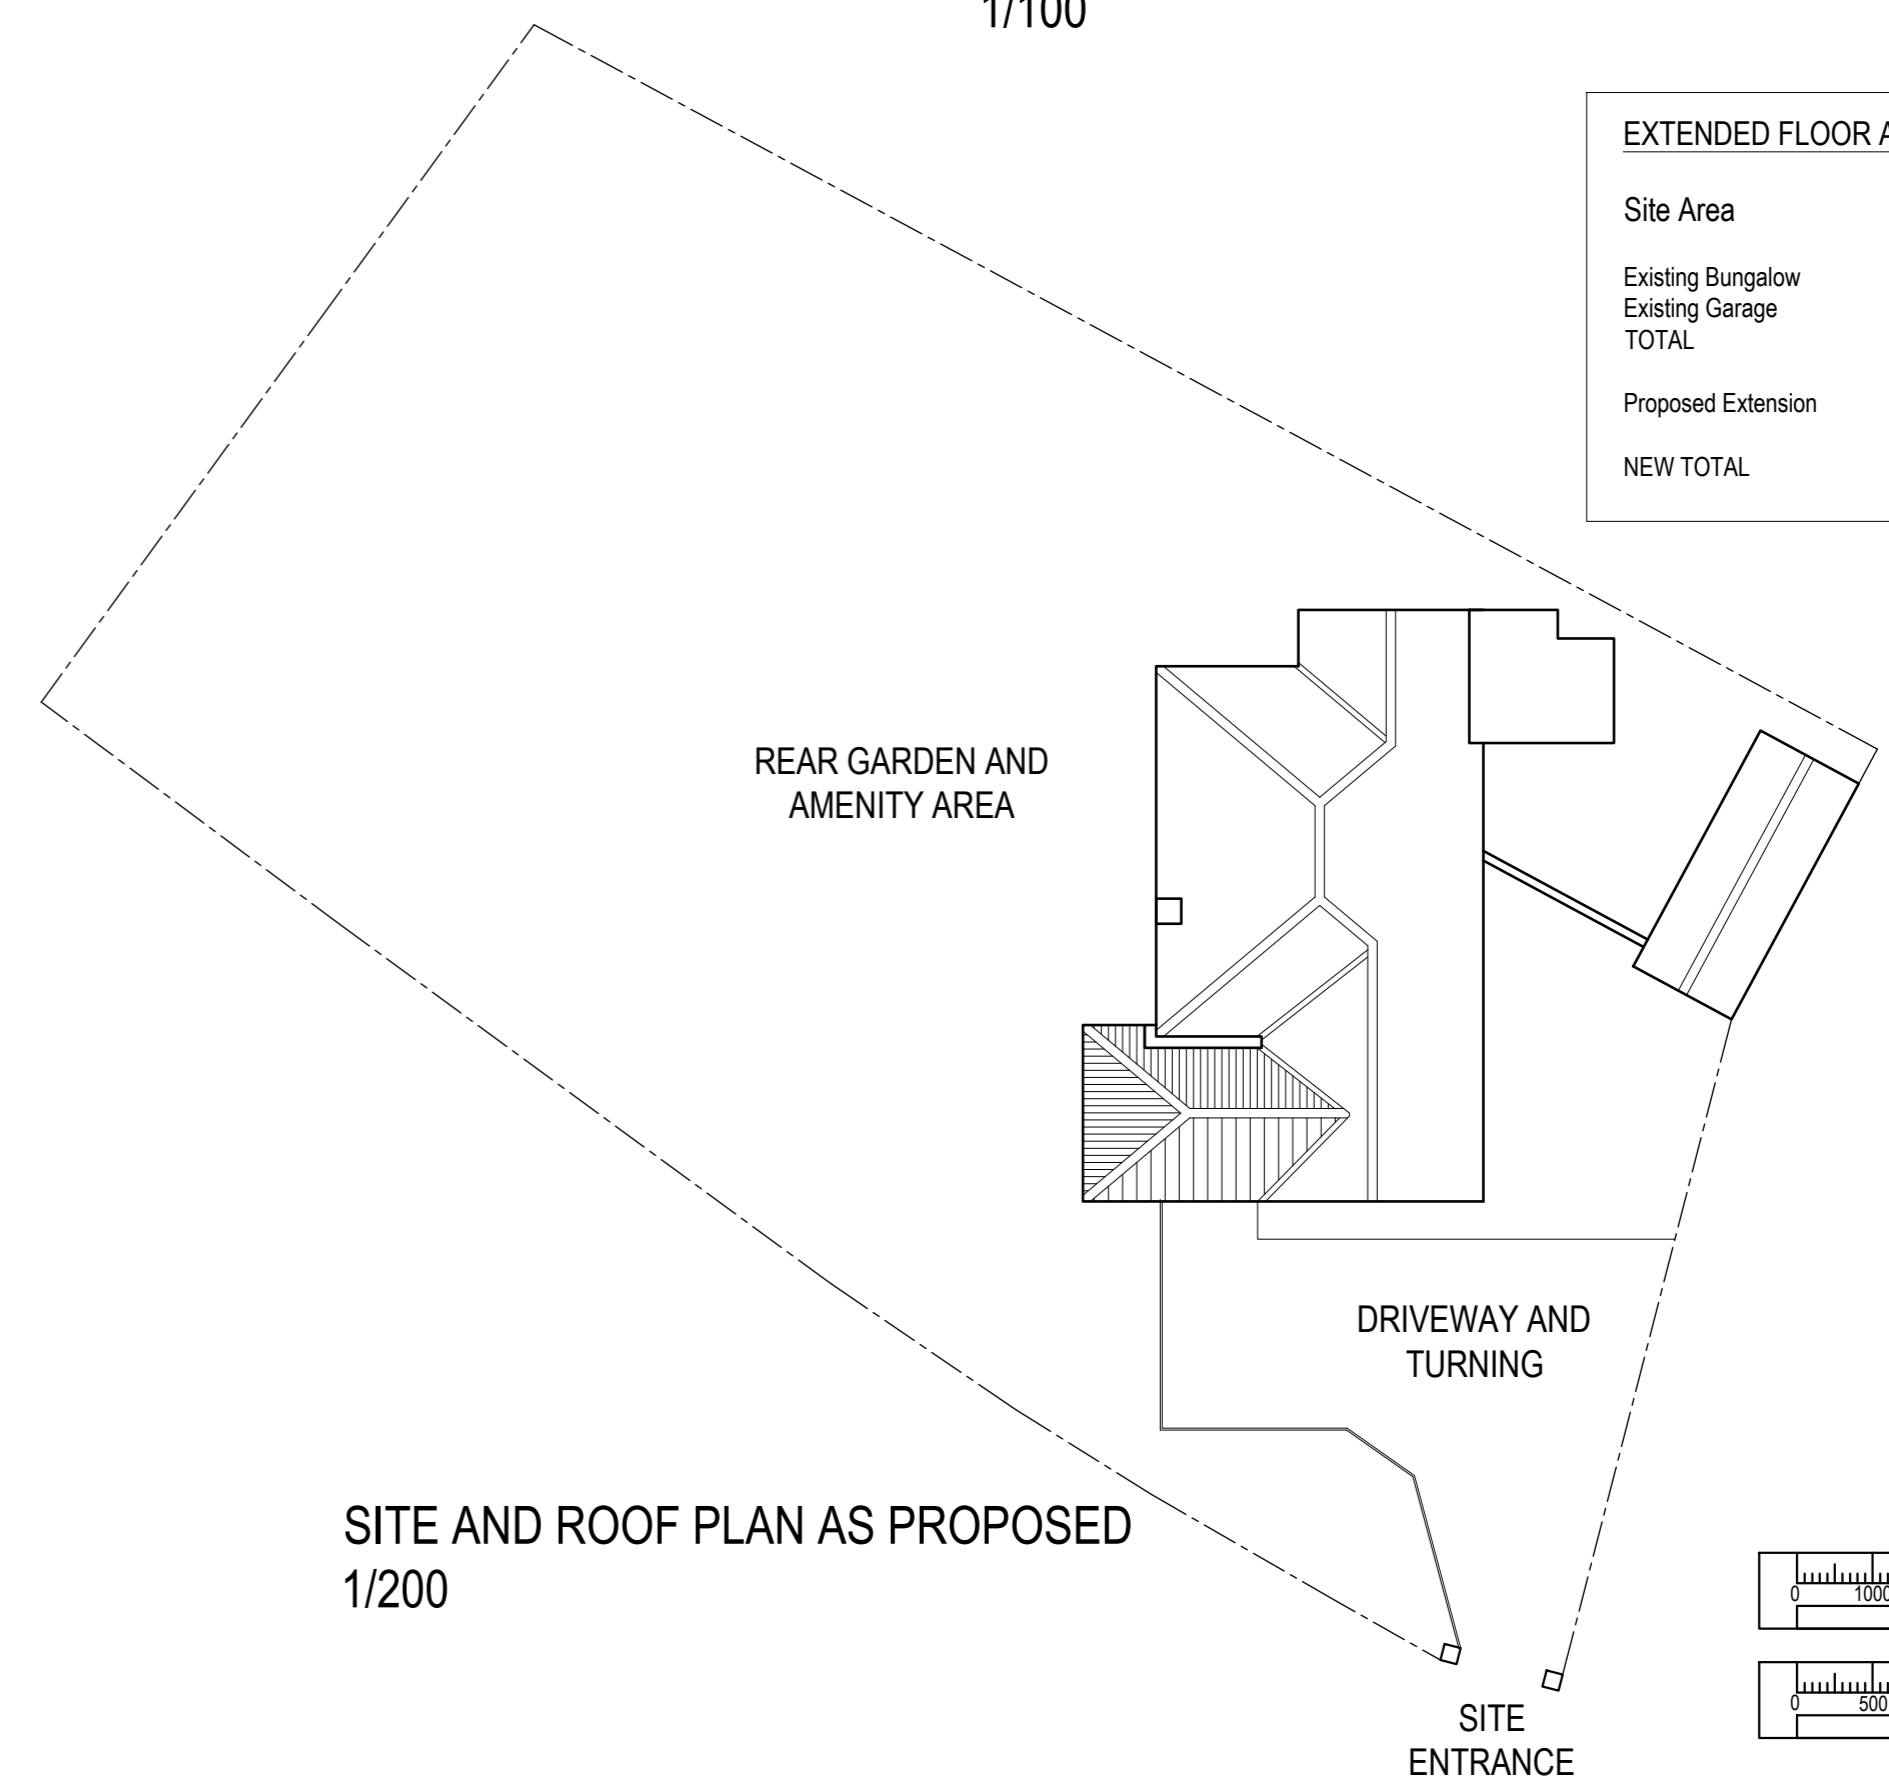 1/100
EXTENDED FLOOR A
Site Area
Existing Bungalow
Existing Garage
TOTAL
Proposed Extension
NEW TOTAL
REAR GARDEN AND
AMENITY AREA
DRIVEWAY AND
TURNING
SITE AND ROOF PLAN AS PROPOSED
1/200
0 1000
0 500
SITE
ENTRANCE